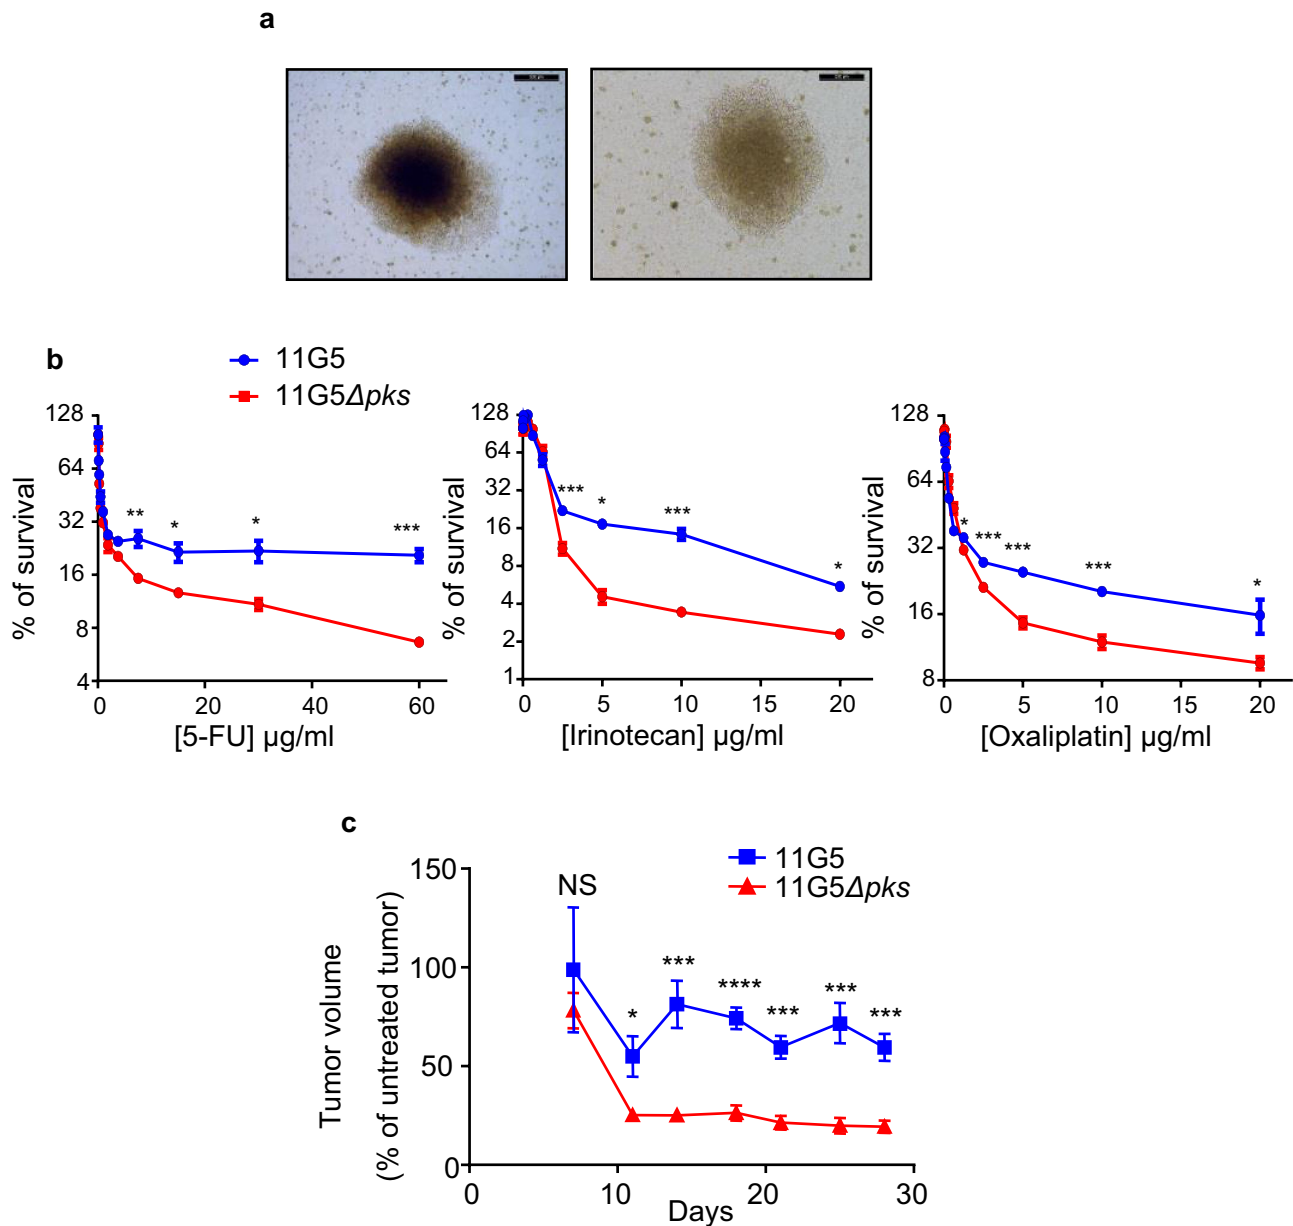 a
b
11G5
11G5Δpks
128
64
32
16
8
4
% of survival
** * * ***
0 20 40 60
[5-FU] µg/ml
128
64
32
16
8
4
2
1
% of survival
*** * *** *
0 5 10 15 20
[Irinotecan] µg/ml
128
64
32
16
8
% of survival
* *** *** *** *
0 5 10 15 20
[Oxaliplatin] µg/ml
c
11G5
11G5Δpks
150
100
50
0
Tumor volume
(% of untreated tumor)
NS * *** **** *** *** ***
0 10 20 30
Days